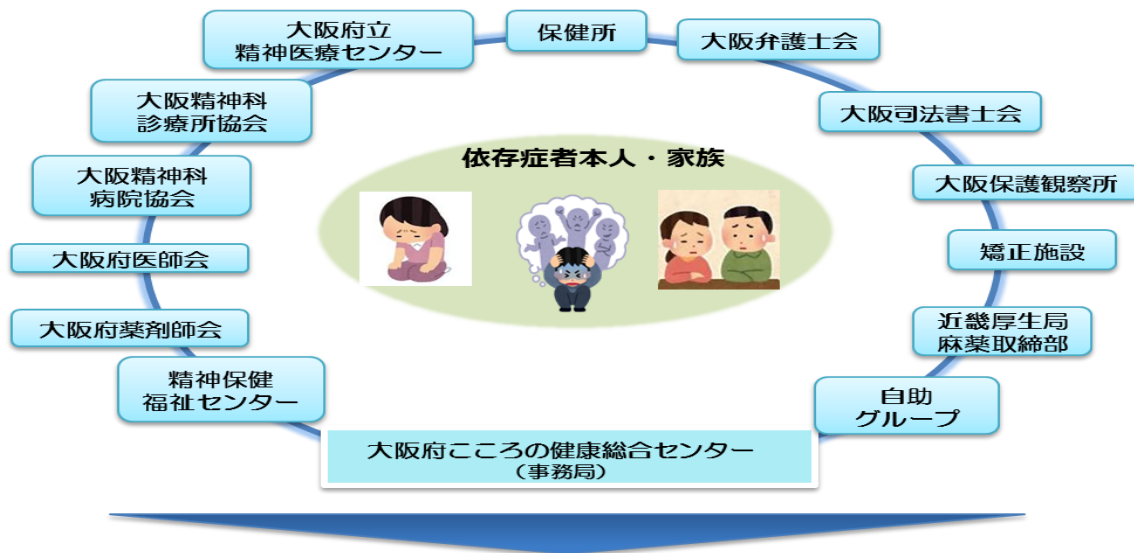 大阪府立
精神医療センター
保健所
大阪弁護士会
大阪精神科
診療所協会
大阪司法書士会
依存症者本人・家族
大阪精神科
病院協会
大阪保護観察所
大阪府医師会
矯正施設
大阪府薬剤師会
近畿厚生局
麻薬取締部
精神保健
福祉センター
自助
グループ
大阪府こころの健康総合センター
（事務局）